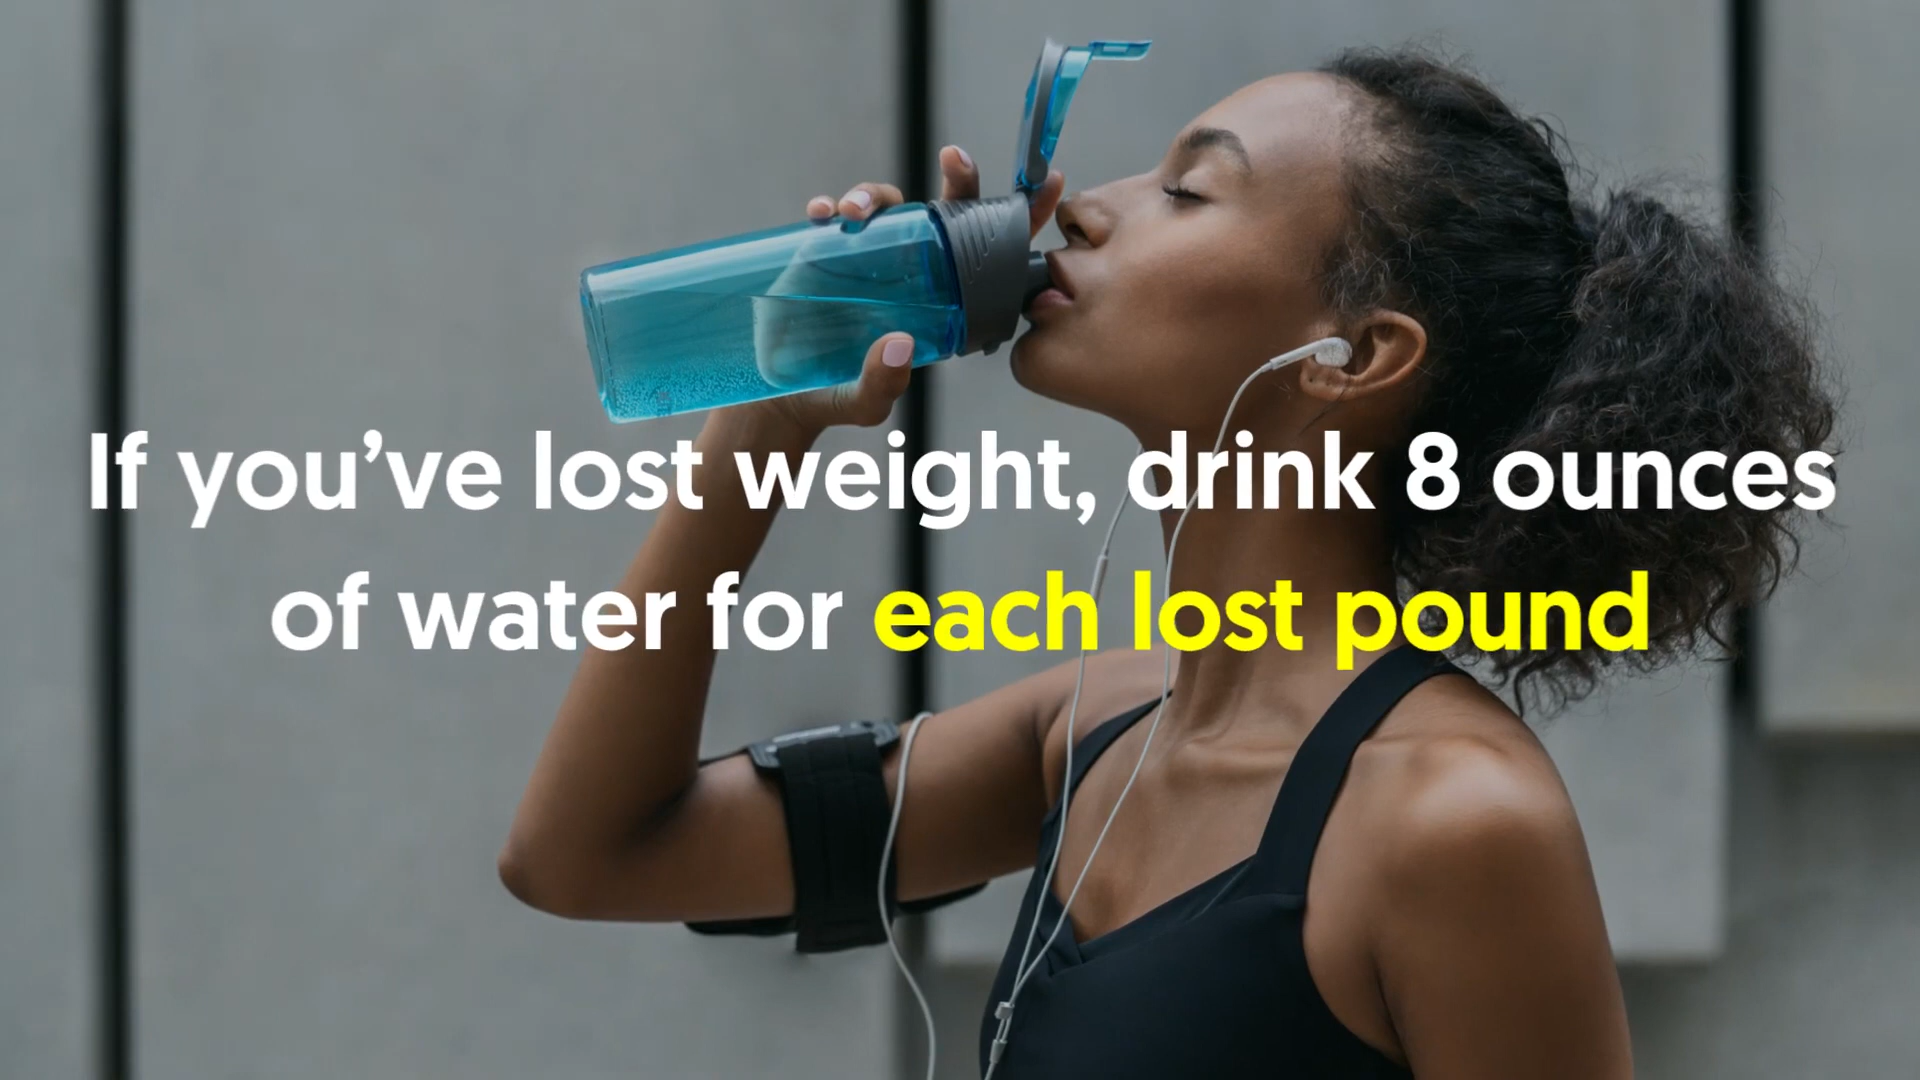 If you’ve lost weight, drink 8 ounces
of water for each lost pound